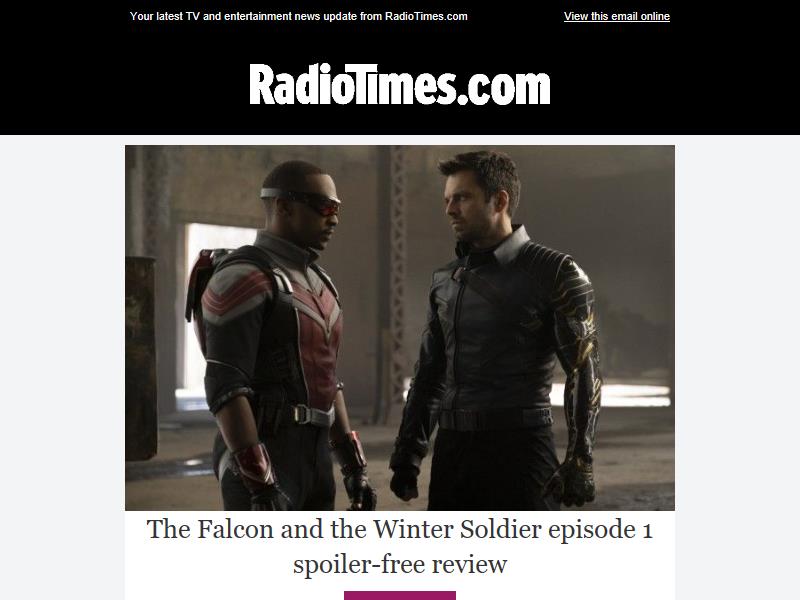 Your latest TV and entertainment news update from RadioTimes.com
View this email online
RadioTimes.com
The Falcon and the Winter Soldier episode 1
spoiler-free review